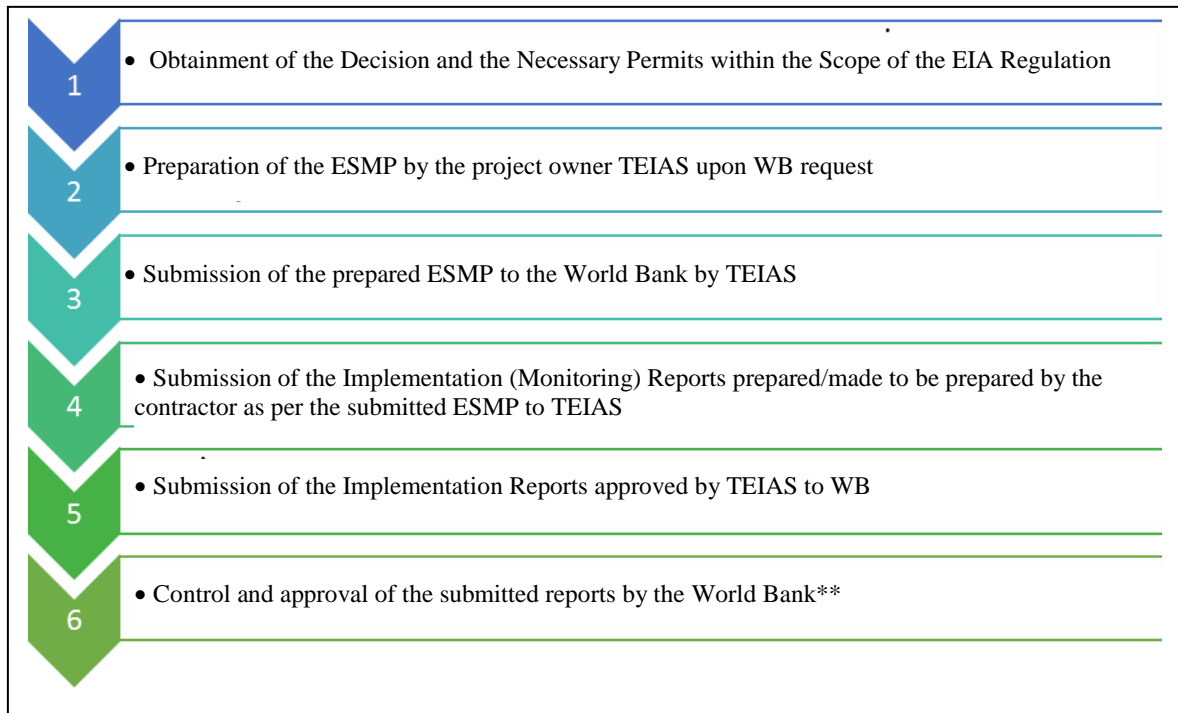 1
• Obtainment of the Decision and the Necessary Permits within the Scope of the EIA Regulation
2
• Preparation of the ESMP by the project owner TEIAS upon WB request
3
• Submission of the prepared ESMP to the World Bank by TEIAS
4
• Submission of the Implementation (Monitoring) Reports prepared/made to be prepared by the
contractor as per the submitted ESMP to TEIAS
5
• Submission of the Implementation Reports approved by TEIAS to WB
6
• Control and approval of the submitted reports by the World Bank**